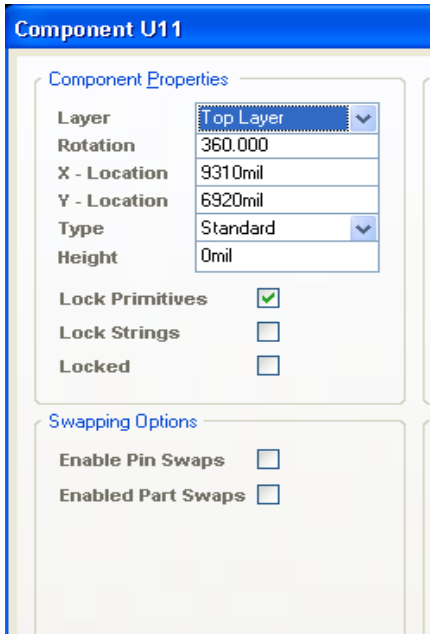 Component U11
Component Properties
Layer Top Layer
Rotation 360.000
X - Location 9310mil
Y - Location 6920mil
Type Standard
Height 0mil
Lock Primitives
Lock Strings
Locked
Swapping Options
Enable Pin Swaps
Enabled Part Swaps